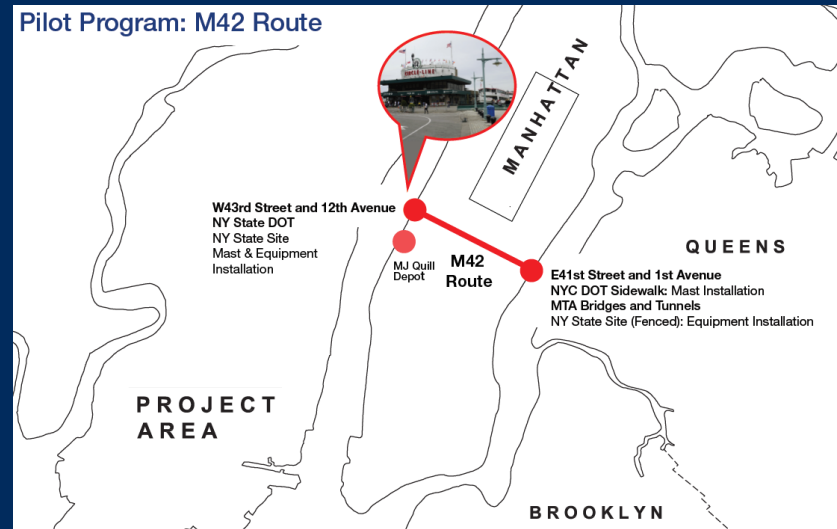 Pilot Program: M42 Route
CIRCLE LINE
MANHATTAN
W43rd Street and 12th Avenue
NY State DOT
NY State Site
Mast & Equipment
Installation
MJ Quill
Depot
M42
Route
QUEENS
E41st Street and 1st Avenue
NYC DOT Sidewalk: Mast Installation
MTA Bridges and Tunnels
NY State Site (Fenced): Equipment Installation
PROJECT
AREA
BROOKLYN